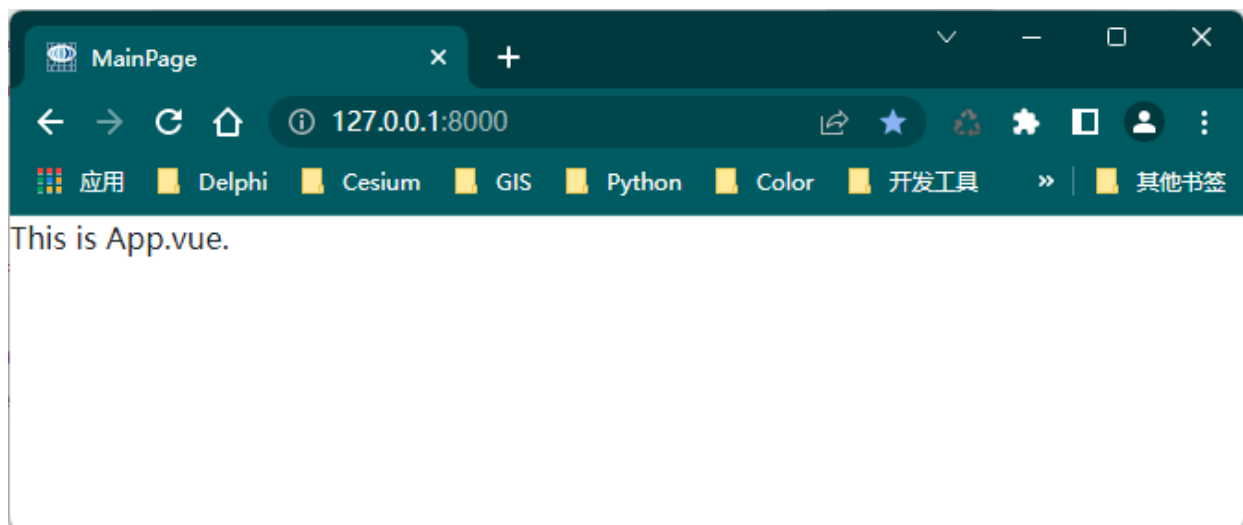 MainPage
127.0.0.1:8000
应用 Delphi Cesium GIS Python Color 开发工具 » 其他书签
This is App.vue.